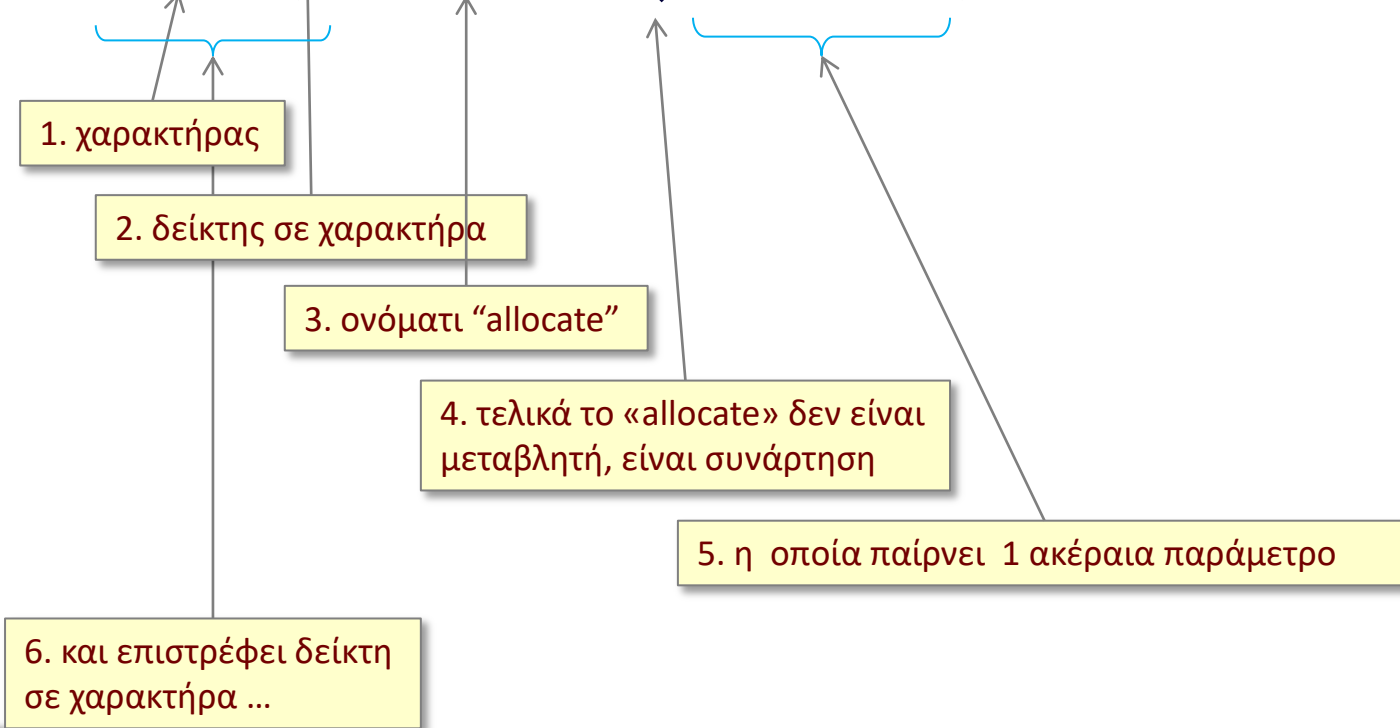 1. χαρακτήρας
2. δείκτης σε χαρακτήρα
3. ονόματι “allocate”
4. τελικά το «allocate» δεν είναι
μεταβλητή, είναι συνάρτηση
5. η οποία παίρνει 1 ακέραια παράμετρο
6. και επιστρέφει δείκτη
σε χαρακτήρα ...